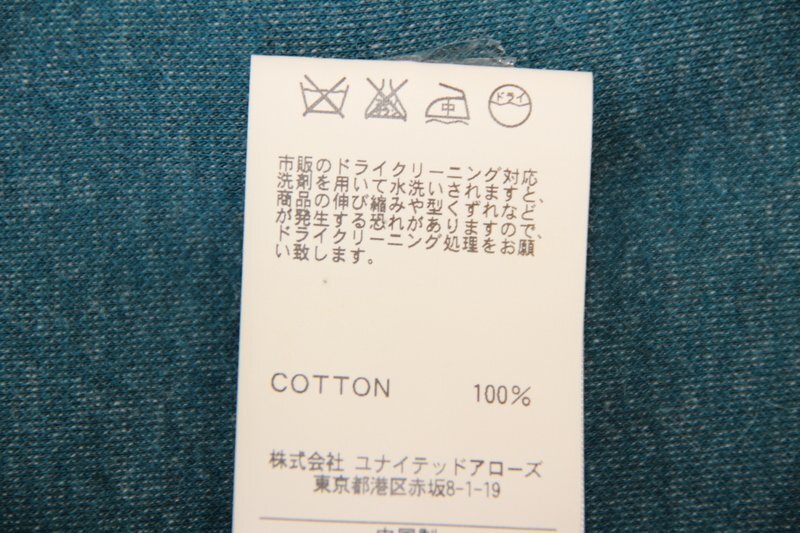 中 ドライ
市販のドライクリーニング対応
洗剤を用いて水洗いされますと、
商品の伸び縮みや型くずれなど
が発生する恐れがありますので、
ドライクリーニング処理をお願
い致します。
COTTON 100%
株式会社 ユナイテッドアローズ
東京都港区赤坂8-1-19